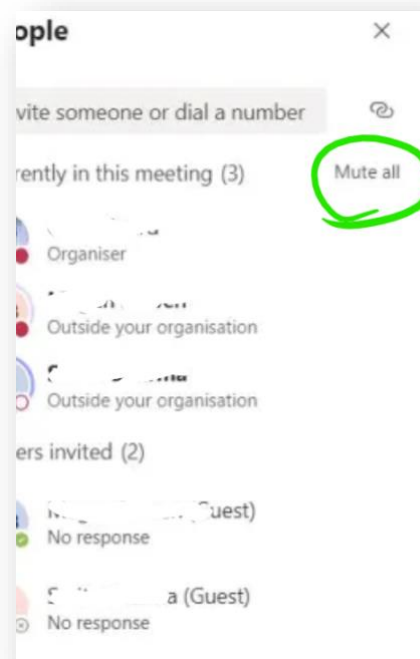 ople
vite someone or dial a number
rently in this meeting (3)
Mute all
Organiser
Outside your organisation
Outside your organisation
ers invited (2)
uest)
No response
a (Guest)
No response